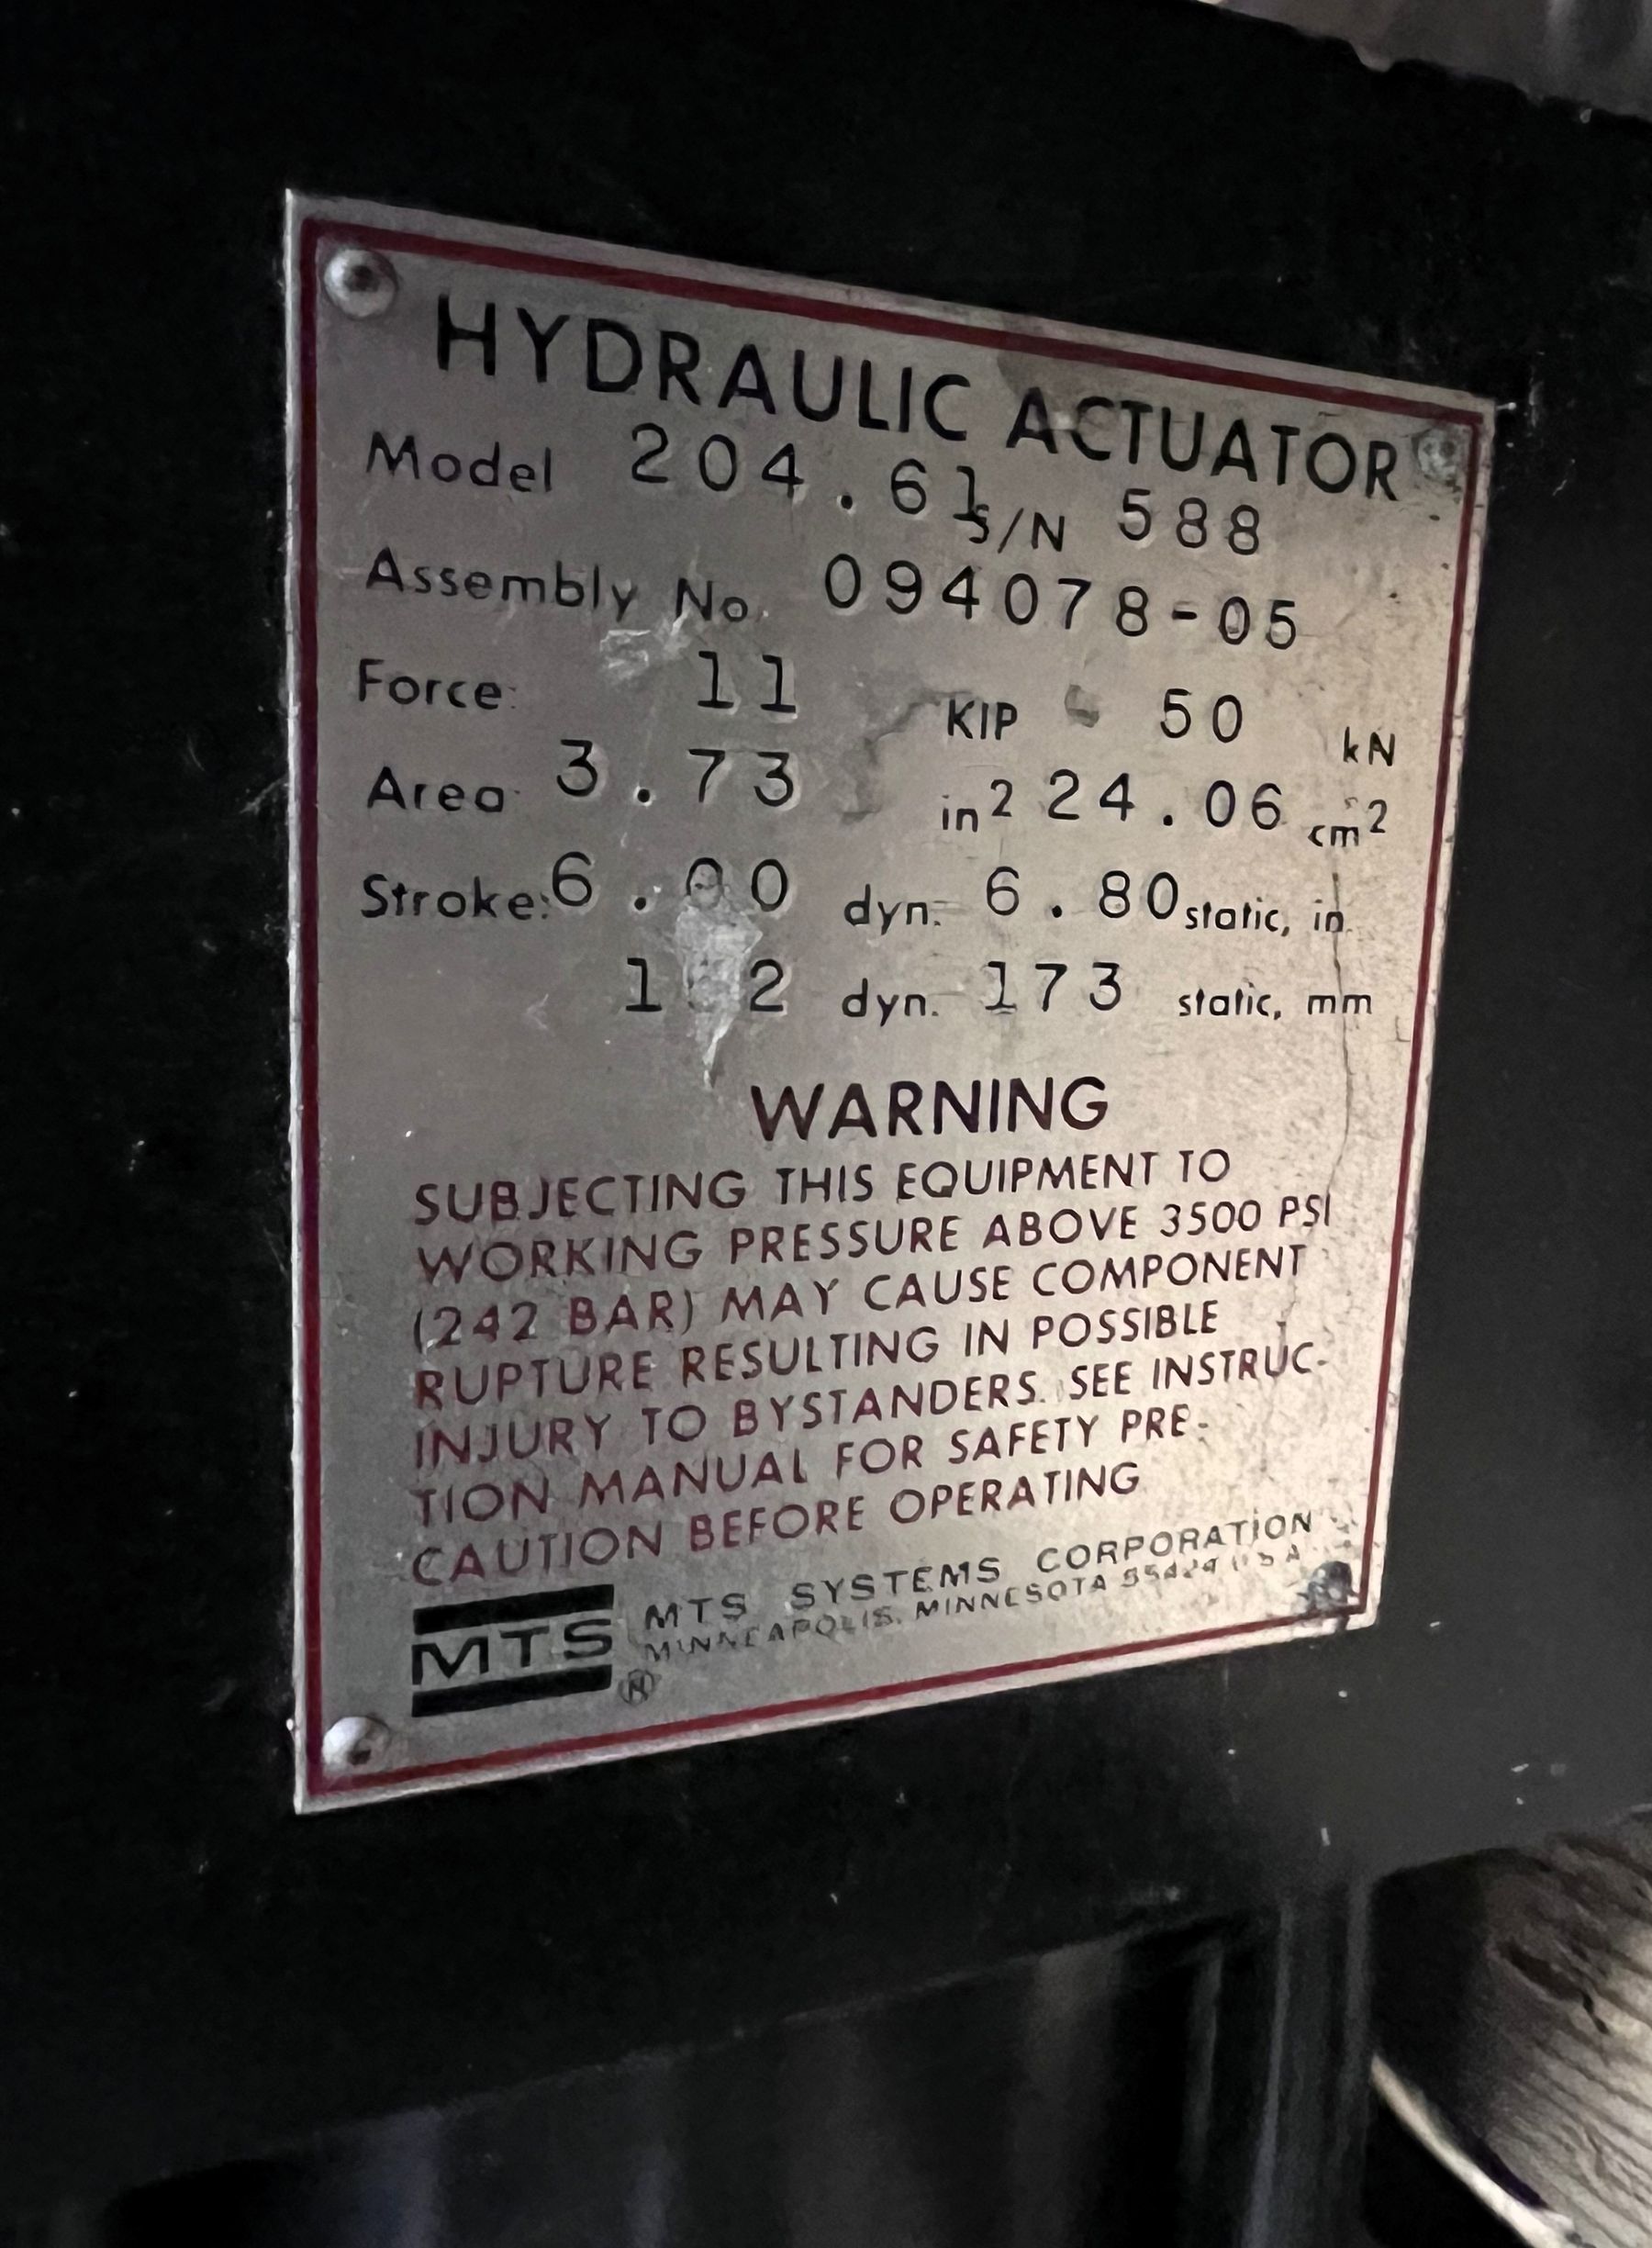 HYDRAULIC ACTUATOR
Model 204.61 S/N 588
Assembly No. 094078-05
Force: 11 KIP 50 kN
Area 3.73 in2 24.06 cm2
Stroke: 6.00 dyn. 6.80 static, in.
dyn. 173 static, mm
WARNING
SUBJECTING THIS EQUIPMENT TO
WORKING PRESSURE ABOVE 3500 PSI
(242 BAR) MAY CAUSE COMPONENT
RUPTURE RESULTING IN POSSIBLE
INJURY TO BYSTANDERS. SEE INSTRUC-
TION MANUAL FOR SAFETY PRE-
CAUTION BEFORE OPERATING
MTS SYSTEMS CORPORATION
MINNEAPOLIS, MINNESOTA 55424 U S A
MTS ®